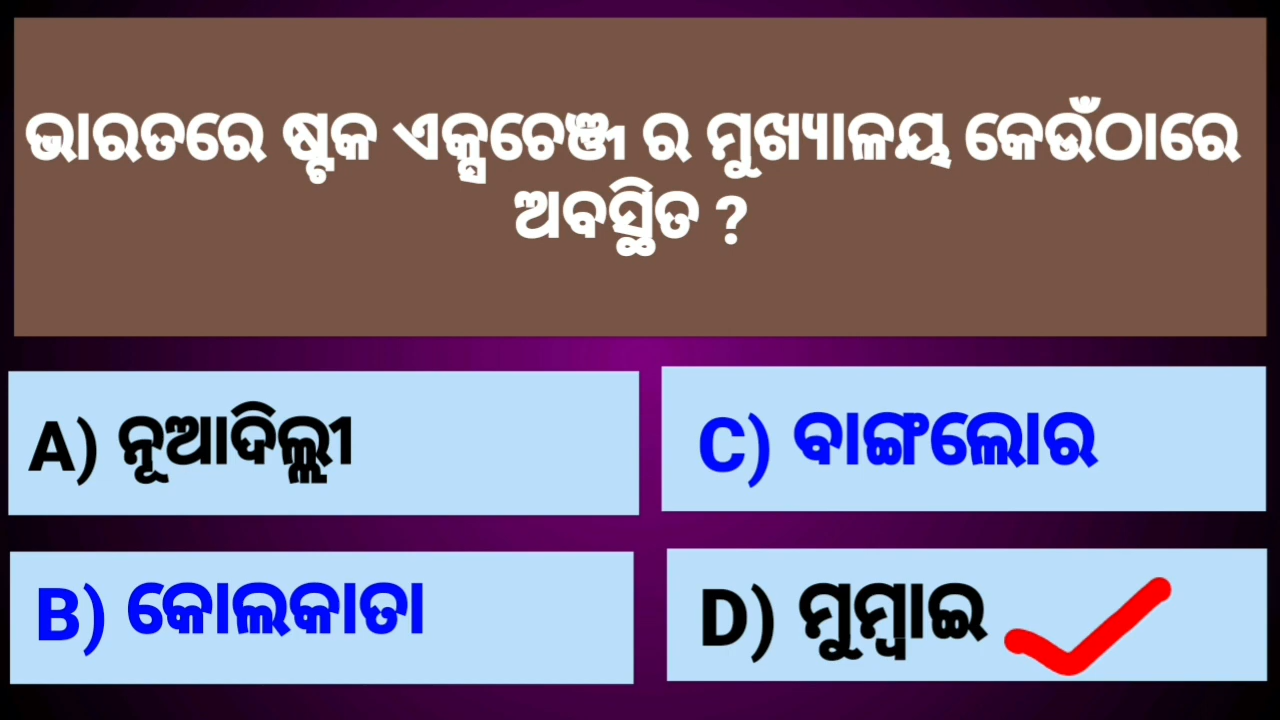 ଭାରତରେ ଷ୍ଟକ ଏକ୍ସଚେଞ୍ଜ ର ମୁଖ୍ୟାଳୟ କେଉଁଠାରେ
ଅବସ୍ଥିତ ?
A) ନୂଆଦିଲ୍ଲୀ
C) ବାଙ୍ଗଲୋର
B) କୋଲକାତା
D) ମୁମ୍ବାଇ